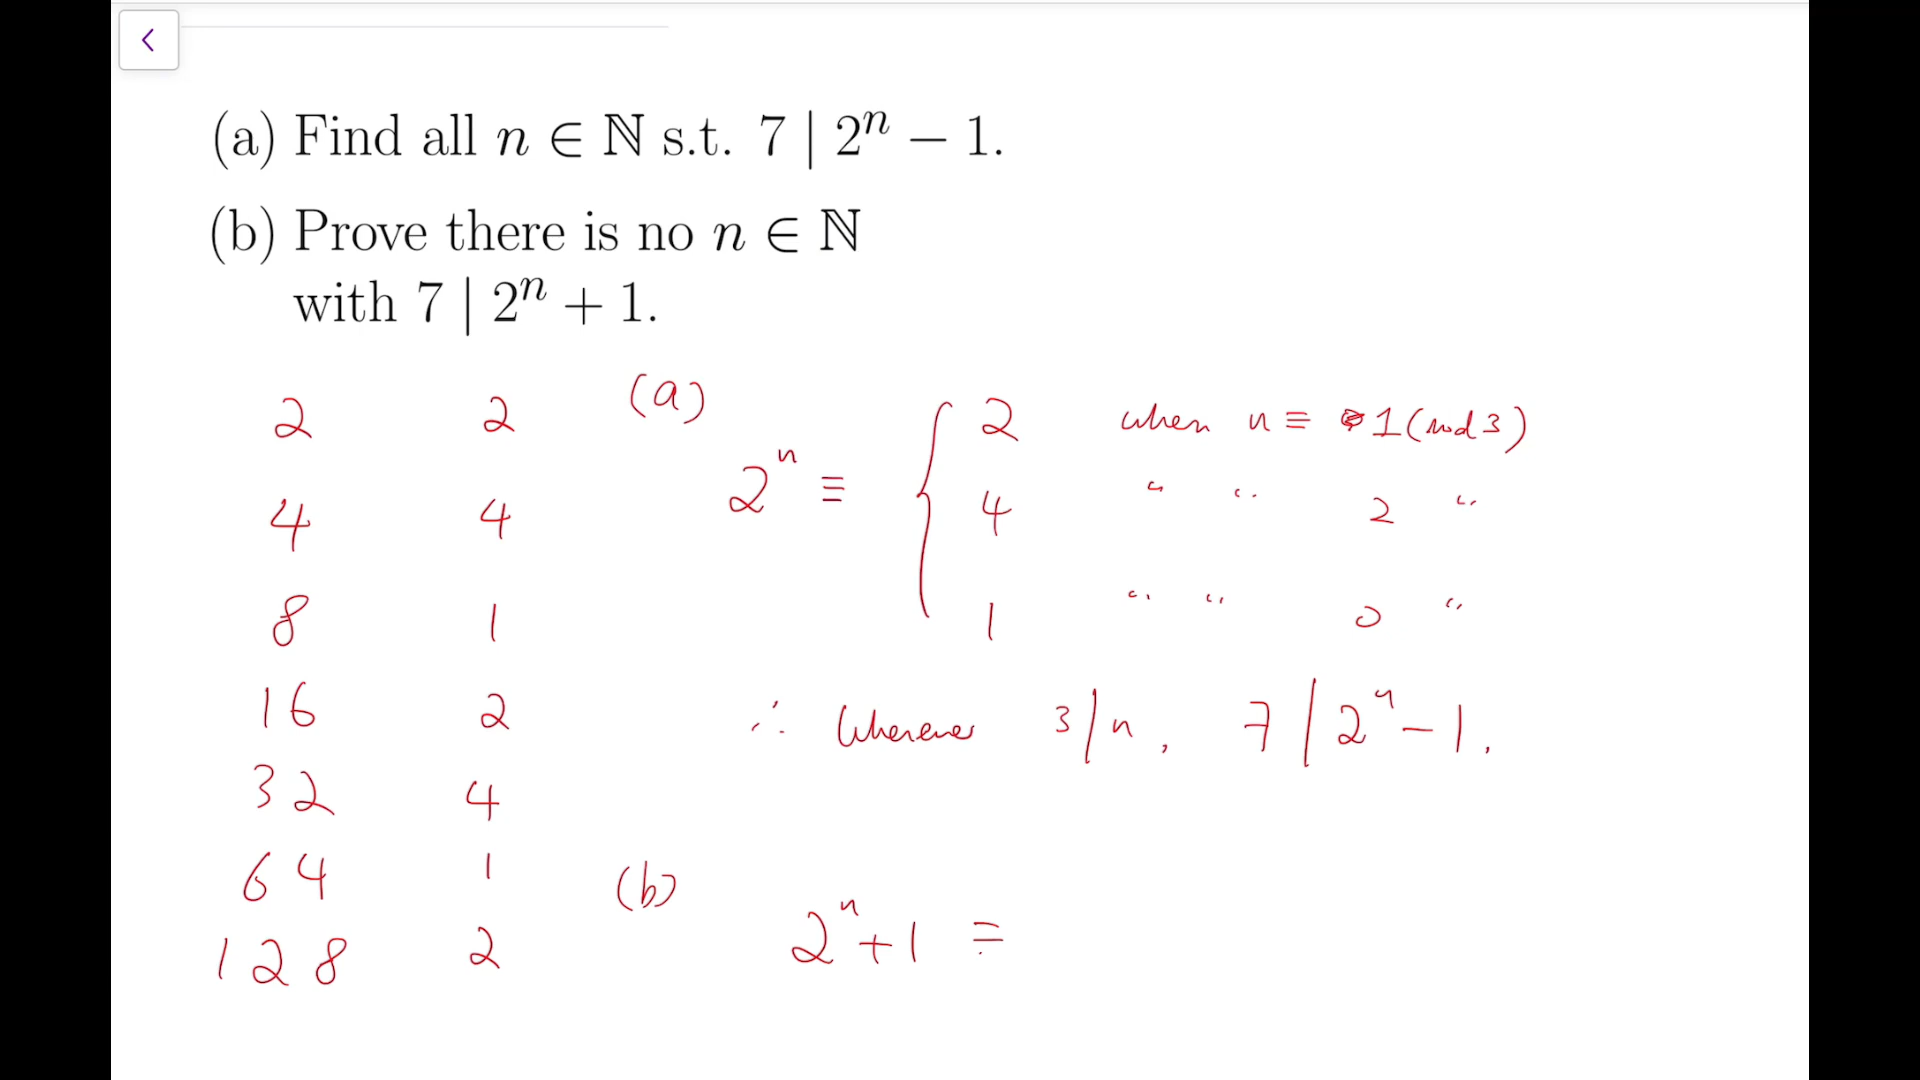 (a) Find all n ∈ ℕ s.t. 7 | 2ⁿ − 1.
(b) Prove there is no n ∈ ℕ
with 7 | 2ⁿ + 1.
2 2
4 4
8 1
16 2
32 4
64 1
128 2
(a)
2ⁿ ≡ { 2 when n ≡ 1 (mod 3)
4 " " 2 "
1 " " 0 "
∴ Whenever 3 | n, 7 | 2ⁿ − 1.
(b)
2ⁿ + 1 ≡